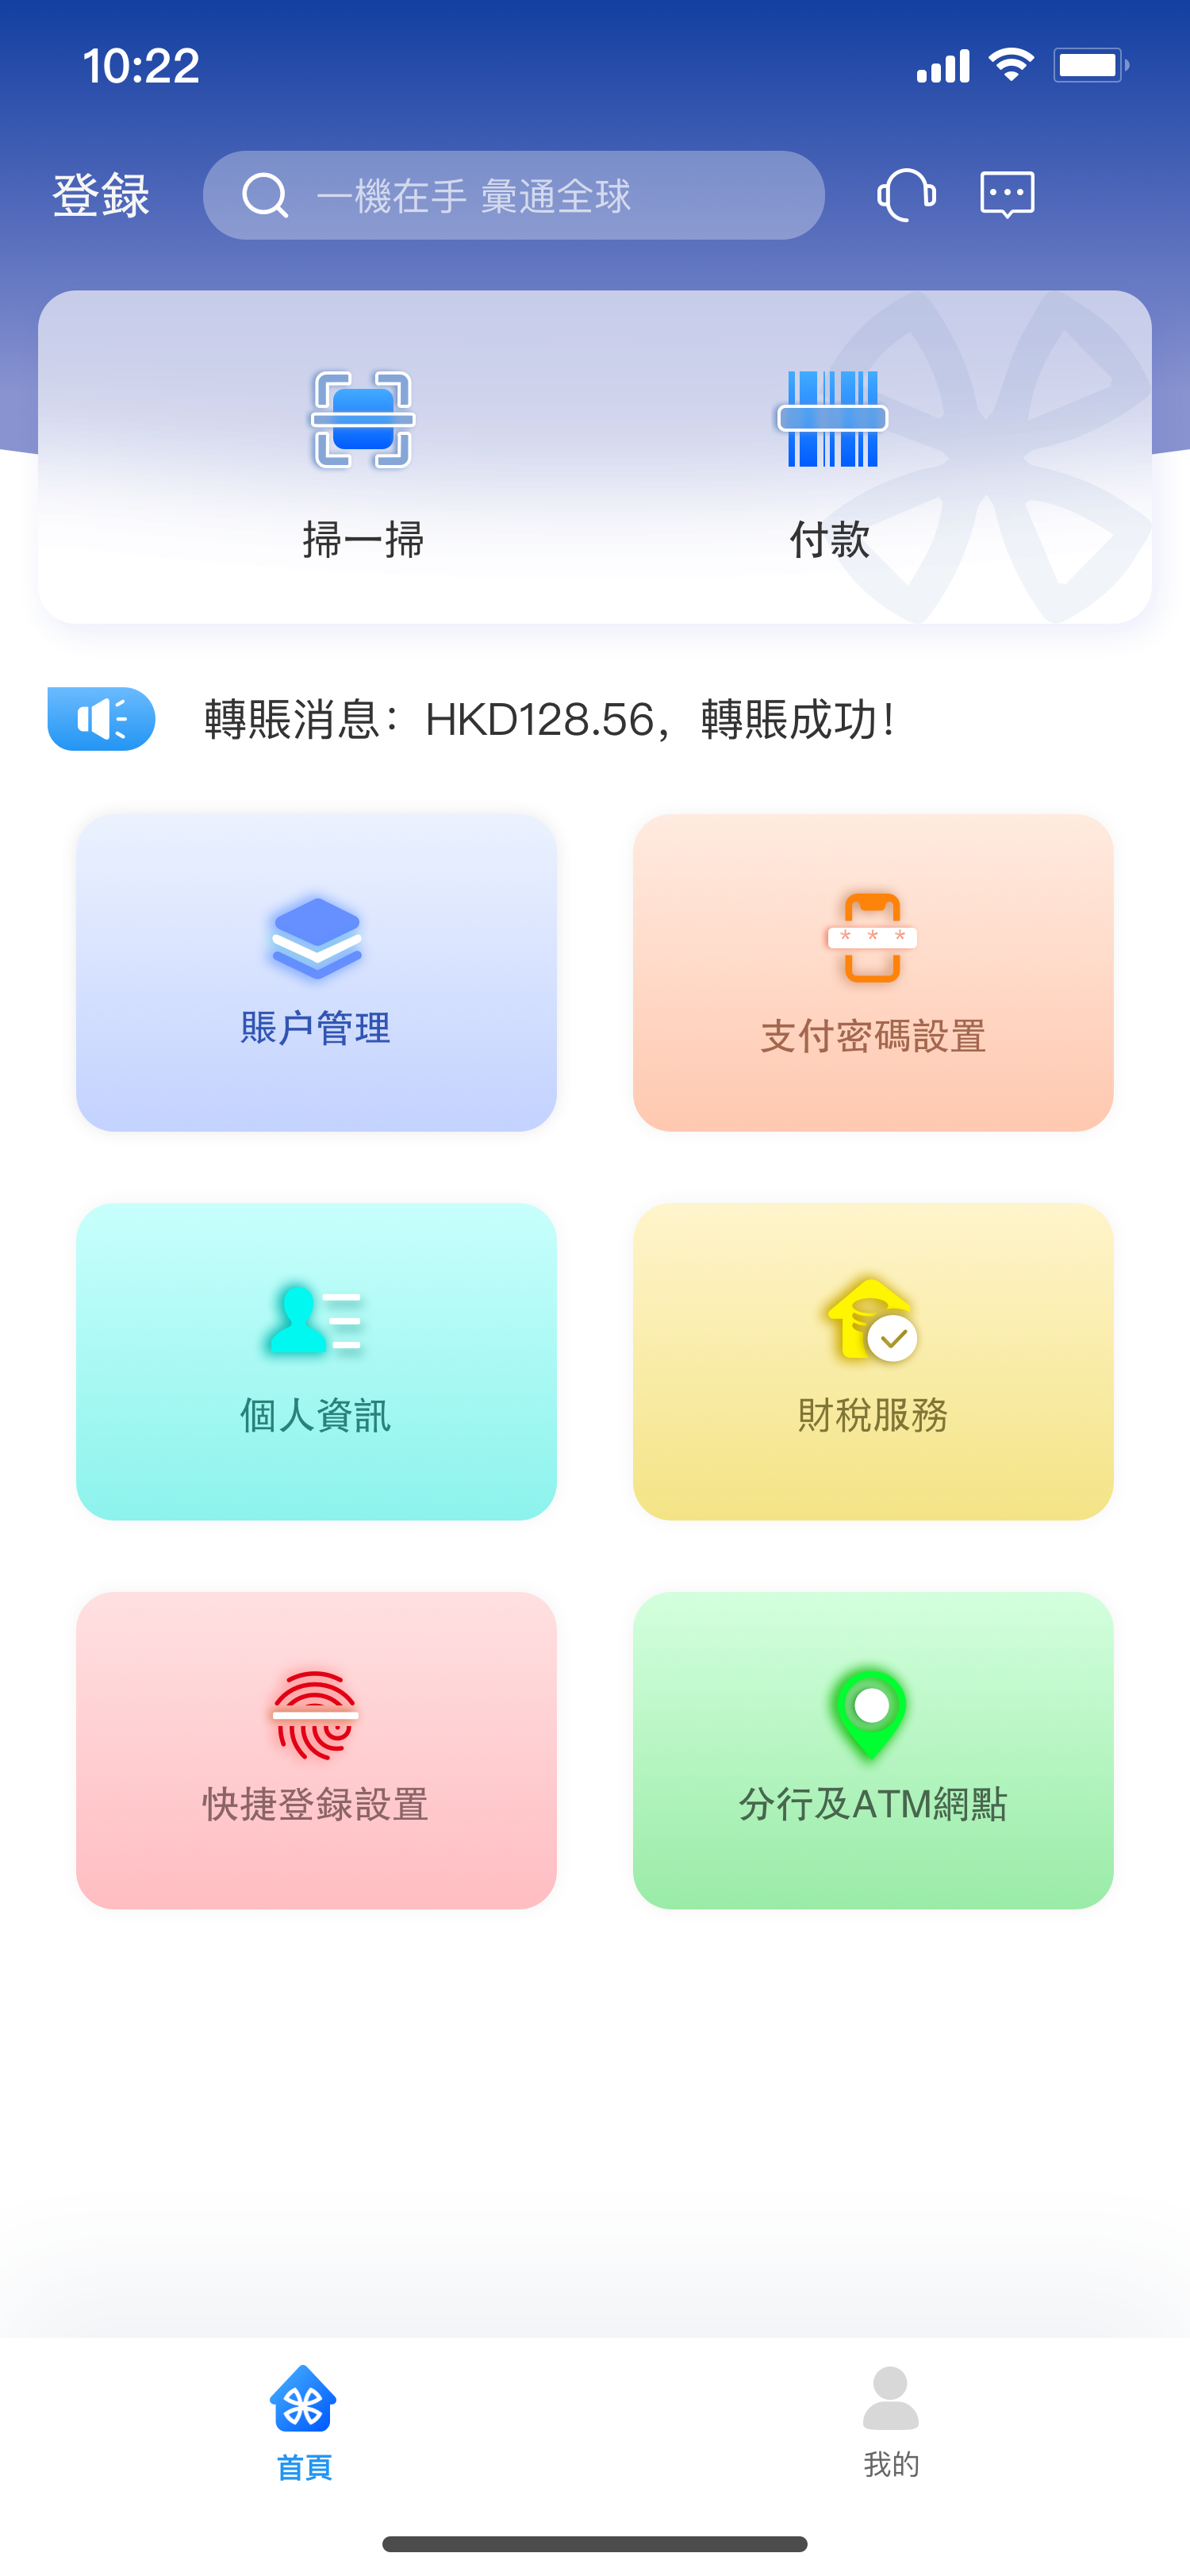 10:22
登録
一機在手 彙通全球
掃一掃
付款
轉賬消息：HKD128.56，轉賬成功！
賬户管理
* * *
支付密碼設置
個人資訊
財稅服務
快捷登録設置
分行及ATM網點
首頁
我的